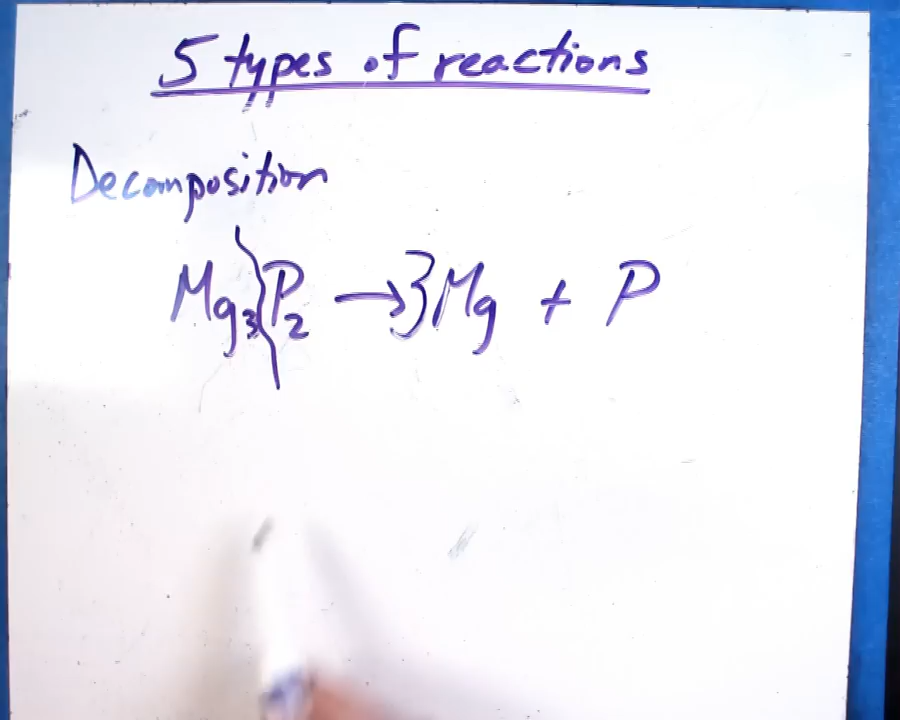 5 types of reactions
Decomposition
Mg₃P₂ → 3Mg + P